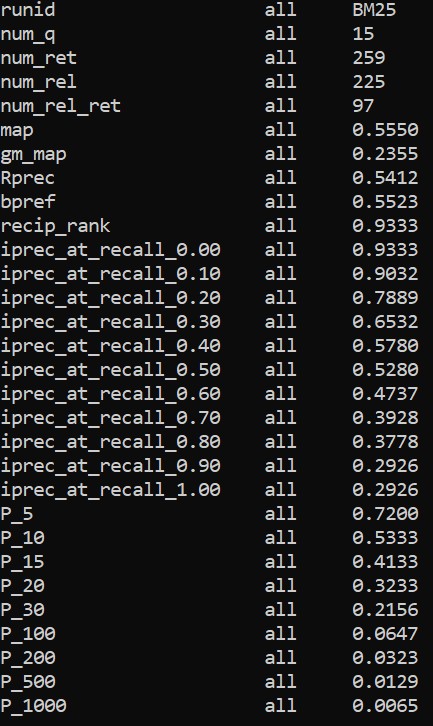 runid all BM25
num_q all 15
num_ret all 259
num_rel all 225
num_rel_ret all 97
map all 0.5550
gm_map all 0.2355
Rprec all 0.5412
bpref all 0.5523
recip_rank all 0.9333
iprec_at_recall_0.00 all 0.9333
iprec_at_recall_0.10 all 0.9032
iprec_at_recall_0.20 all 0.7889
iprec_at_recall_0.30 all 0.6532
iprec_at_recall_0.40 all 0.5780
iprec_at_recall_0.50 all 0.5280
iprec_at_recall_0.60 all 0.4737
iprec_at_recall_0.70 all 0.3928
iprec_at_recall_0.80 all 0.3778
iprec_at_recall_0.90 all 0.2926
iprec_at_recall_1.00 all 0.2926
P_5 all 0.7200
P_10 all 0.5333
P_15 all 0.4133
P_20 all 0.3233
P_30 all 0.2156
P_100 all 0.0647
P_200 all 0.0323
P_500 all 0.0129
P_1000 all 0.0065